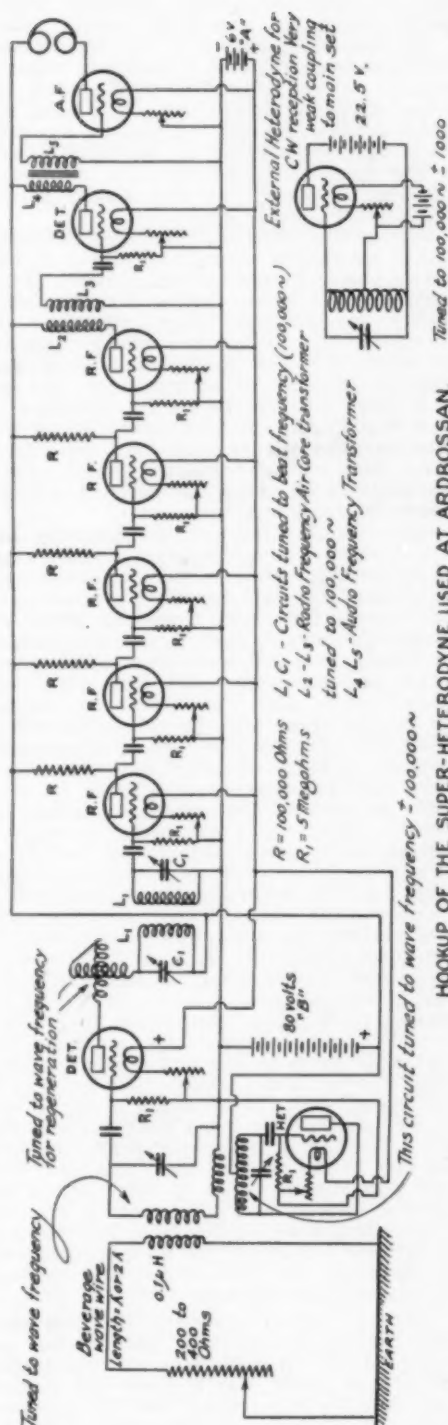 Tuned to wave frequency
Beverage
wave wire
Length = λ or 2 λ
200 to
400
Ohms
0.1 μ H
EARTH
Tuned to wave frequency
for regeneration
DET.
+
R₁
L₁
C₁
HET
R₁
80 volts
"B"
+
This circuit tuned to wave frequency ± 100,000 ~
L₁
C₁
R₁
R.F
R
R₁
R.F
R
R₁
R.F.
R
R₁
R.F.
R
R₁
R.F.
L₂
L₃
R₁
DET.
L₄
L₅
A.F
-
6V
"A"
+
R = 100,000 Ohms
R₁ = 5 Megohms
L₁ C₁ - Circuits tuned to beat frequency (100,000 ~)
L₂ - L₃ - Radio Frequency Air Core transformer
tuned to 100,000 ~
L₄ L₅ - Audio Frequency Transformer
External Heterodyne for
CW reception Very
weak coupling
to main set
22.5 V.
Tuned to 100,000 ~ ± 1000
HOOKUP OF THE SUPER-HETERODYNE USED AT ARDROSSAN